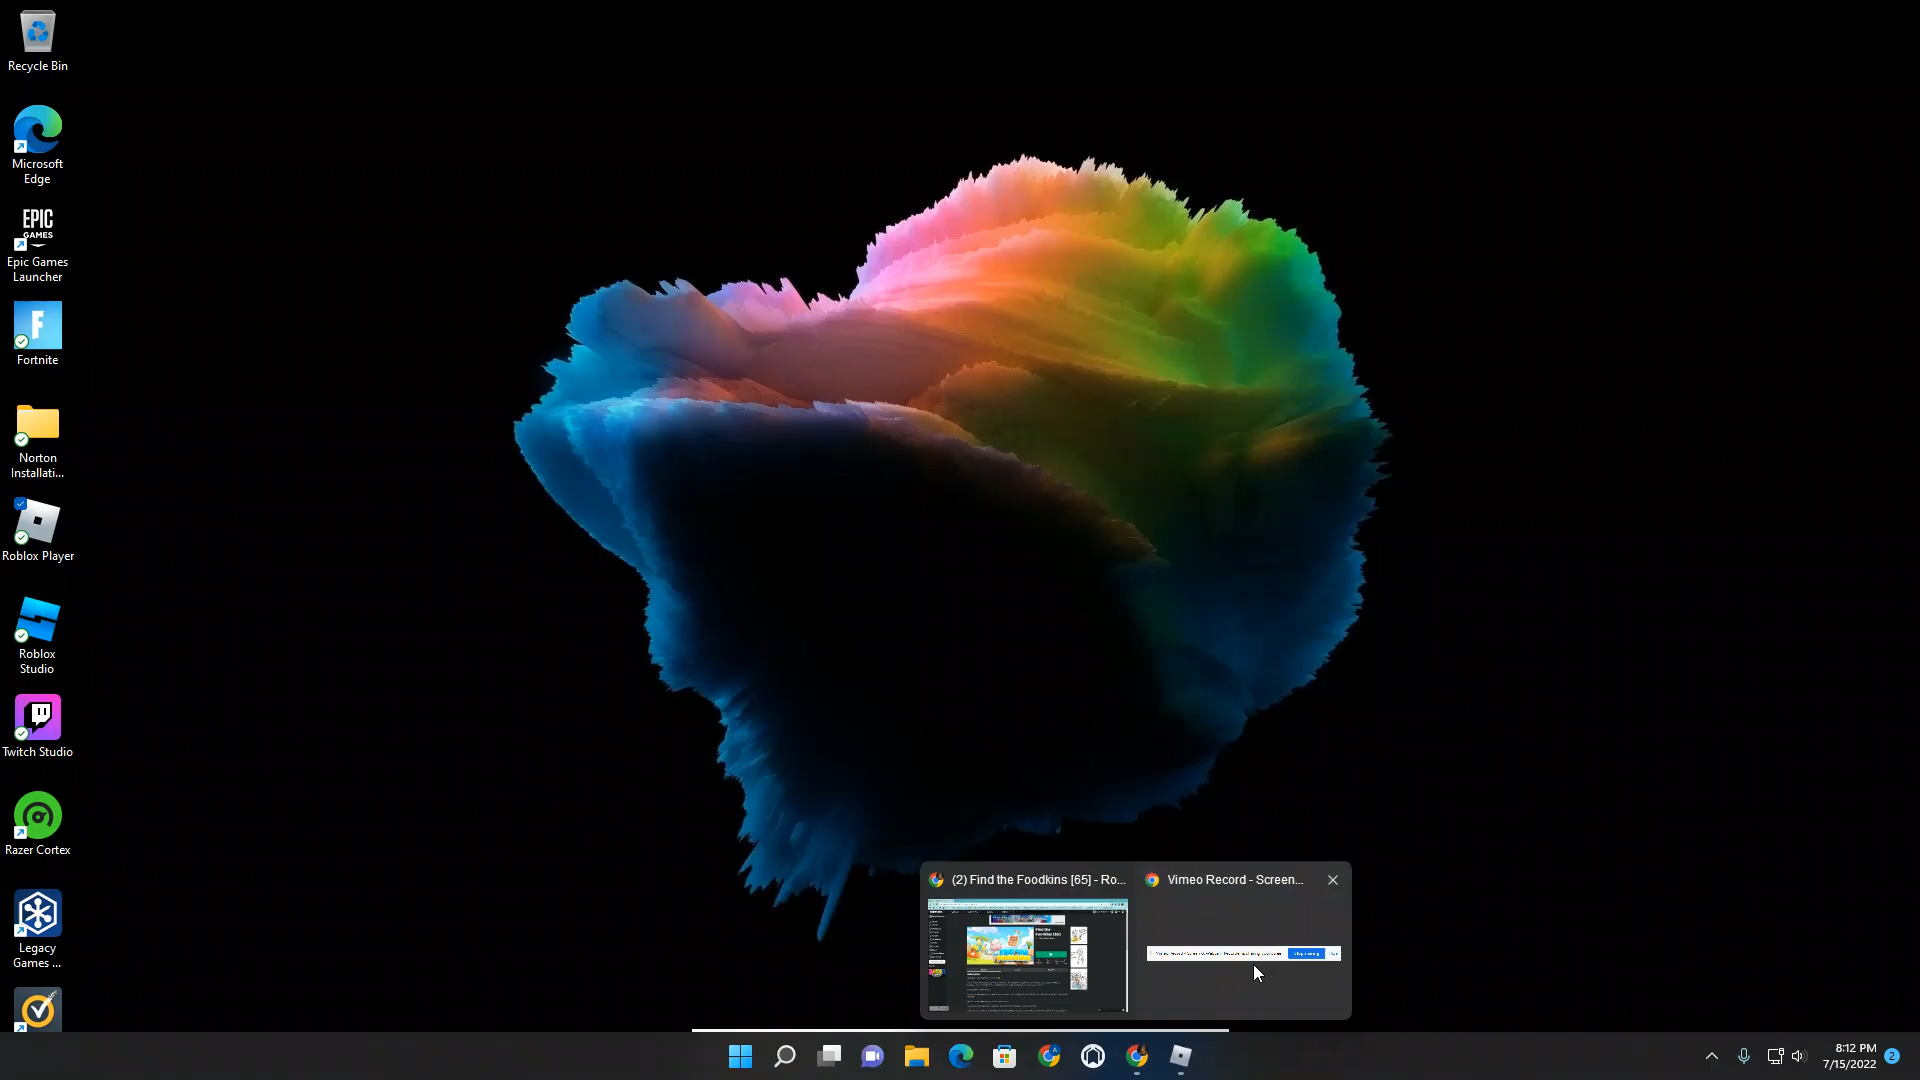 Recycle Bin
Microsoft
Edge
EPIC
GAMES
Epic Games
Launcher
Fortnite
Norton
Installati...
Roblox Player
Roblox
Studio
Twitch Studio
Razer Cortex
Legacy
Games ...
(2) Find the Foodkins [65] - Ro...
Vimeo Record - Screen...
Stop sharing
8:12 PM
7/15/2022
2